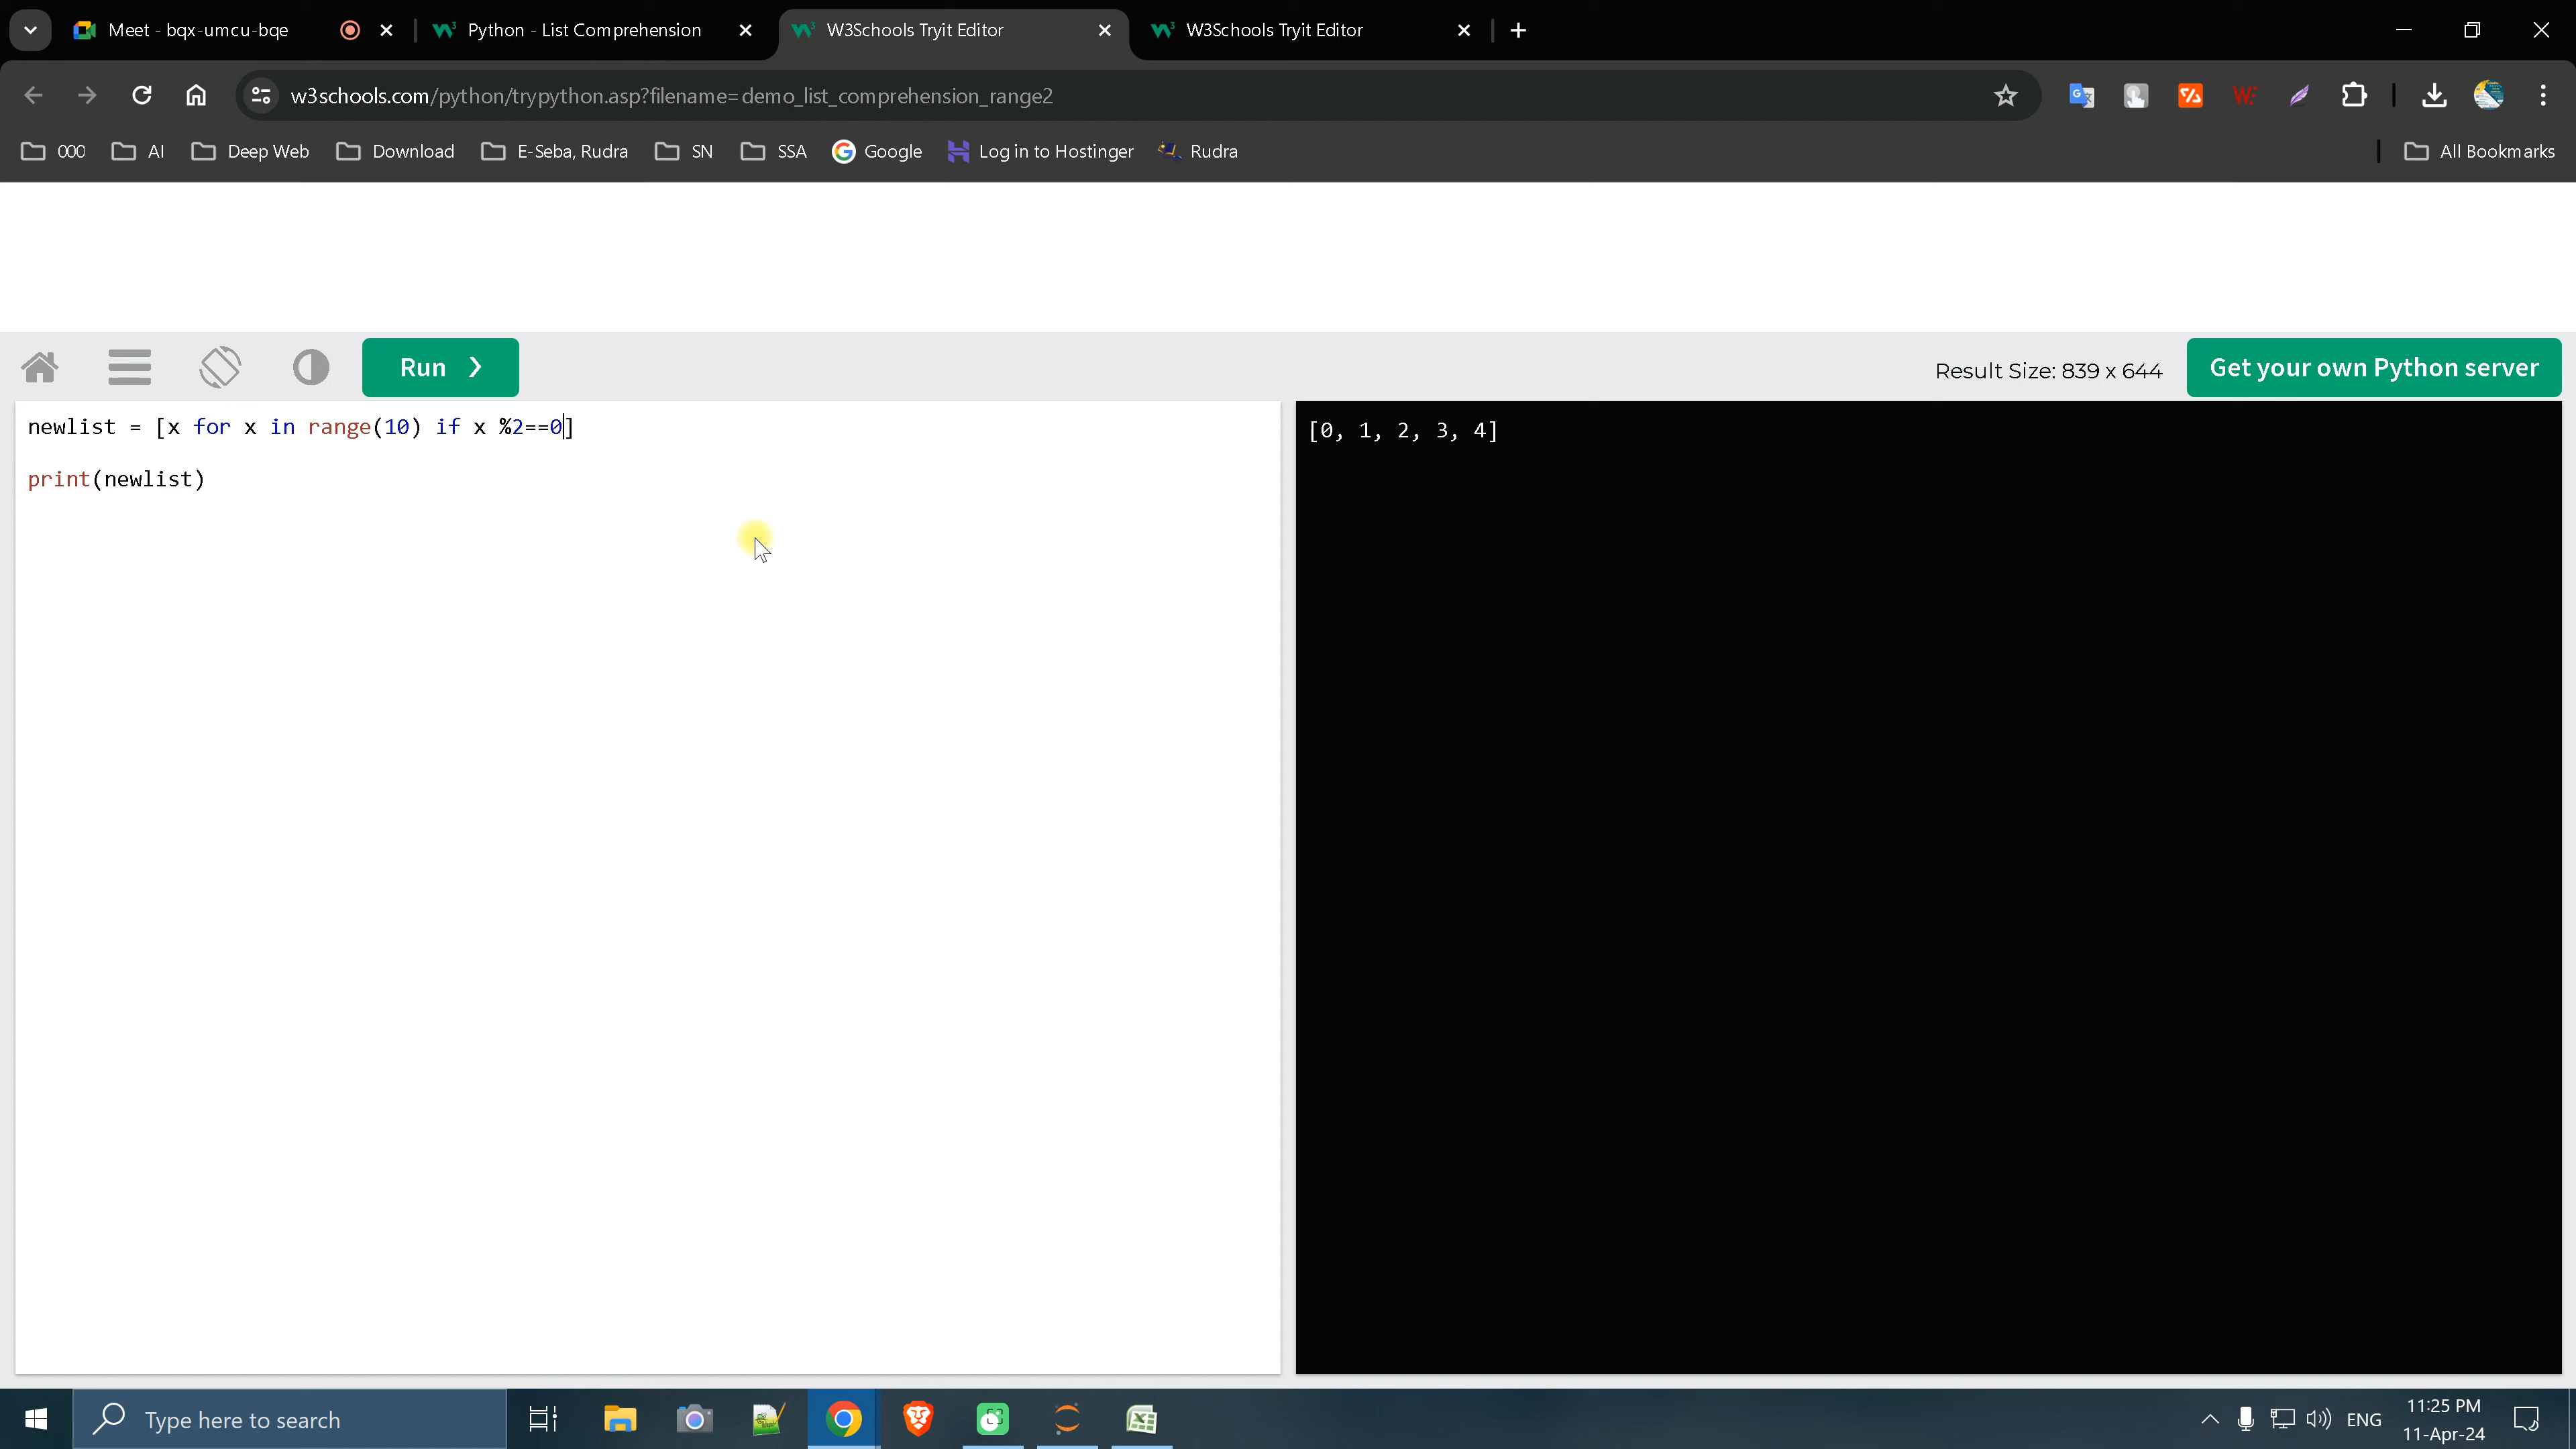 Meet - bqx-umcu-bqe
Python - List Comprehension
W3Schools Tryit Editor
W3Schools Tryit Editor
w3schools.com/python/trypython.asp?filename=demo_list_comprehension_range2
000
AI
Deep Web
Download
E-Seba, Rudra
SN
SSA
Google
Log in to Hostinger
Rudra
All Bookmarks
Run ❯
Result Size: 839 x 644
Get your own Python server
newlist = [x for x in range(10) if x %2==0]
print(newlist)
[0, 1, 2, 3, 4]
Type here to search
ENG
11:25 PM
11-Apr-24